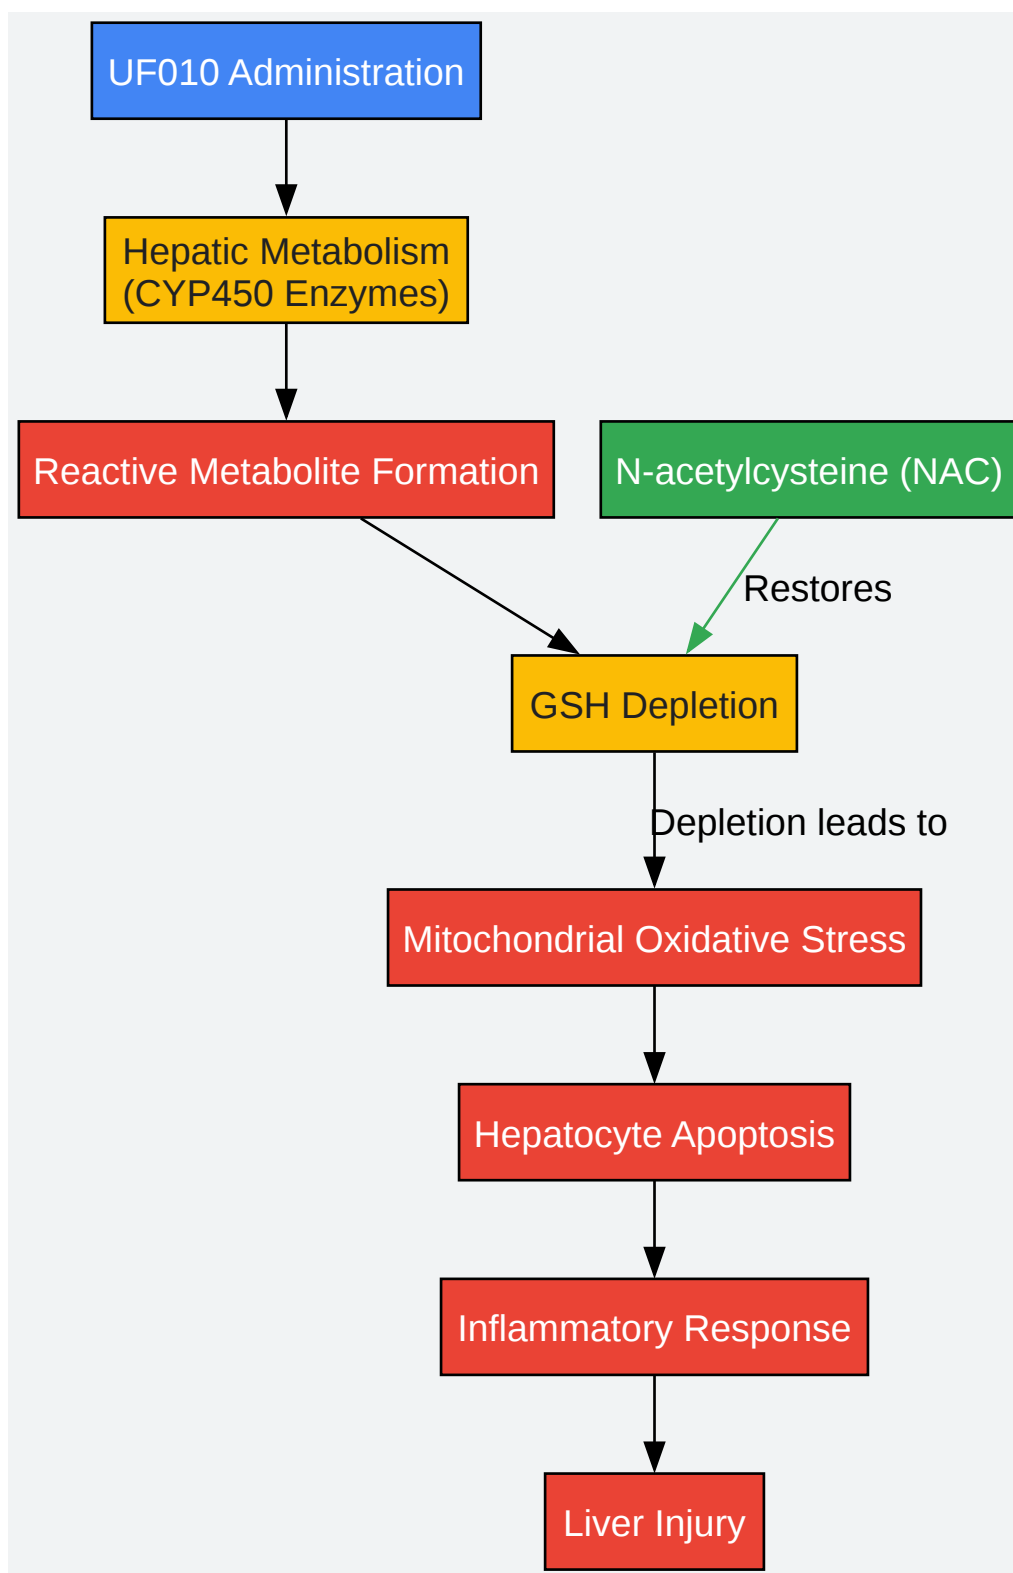 UF010 Administration
Hepatic Metabolism
(CYP450 Enzymes)
Reactive Metabolite Formation
N-acetylcysteine (NAC)
Restores
GSH Depletion
Depletion leads to
Mitochondrial Oxidative Stress
Hepatocyte Apoptosis
Inflammatory Response
Liver Injury